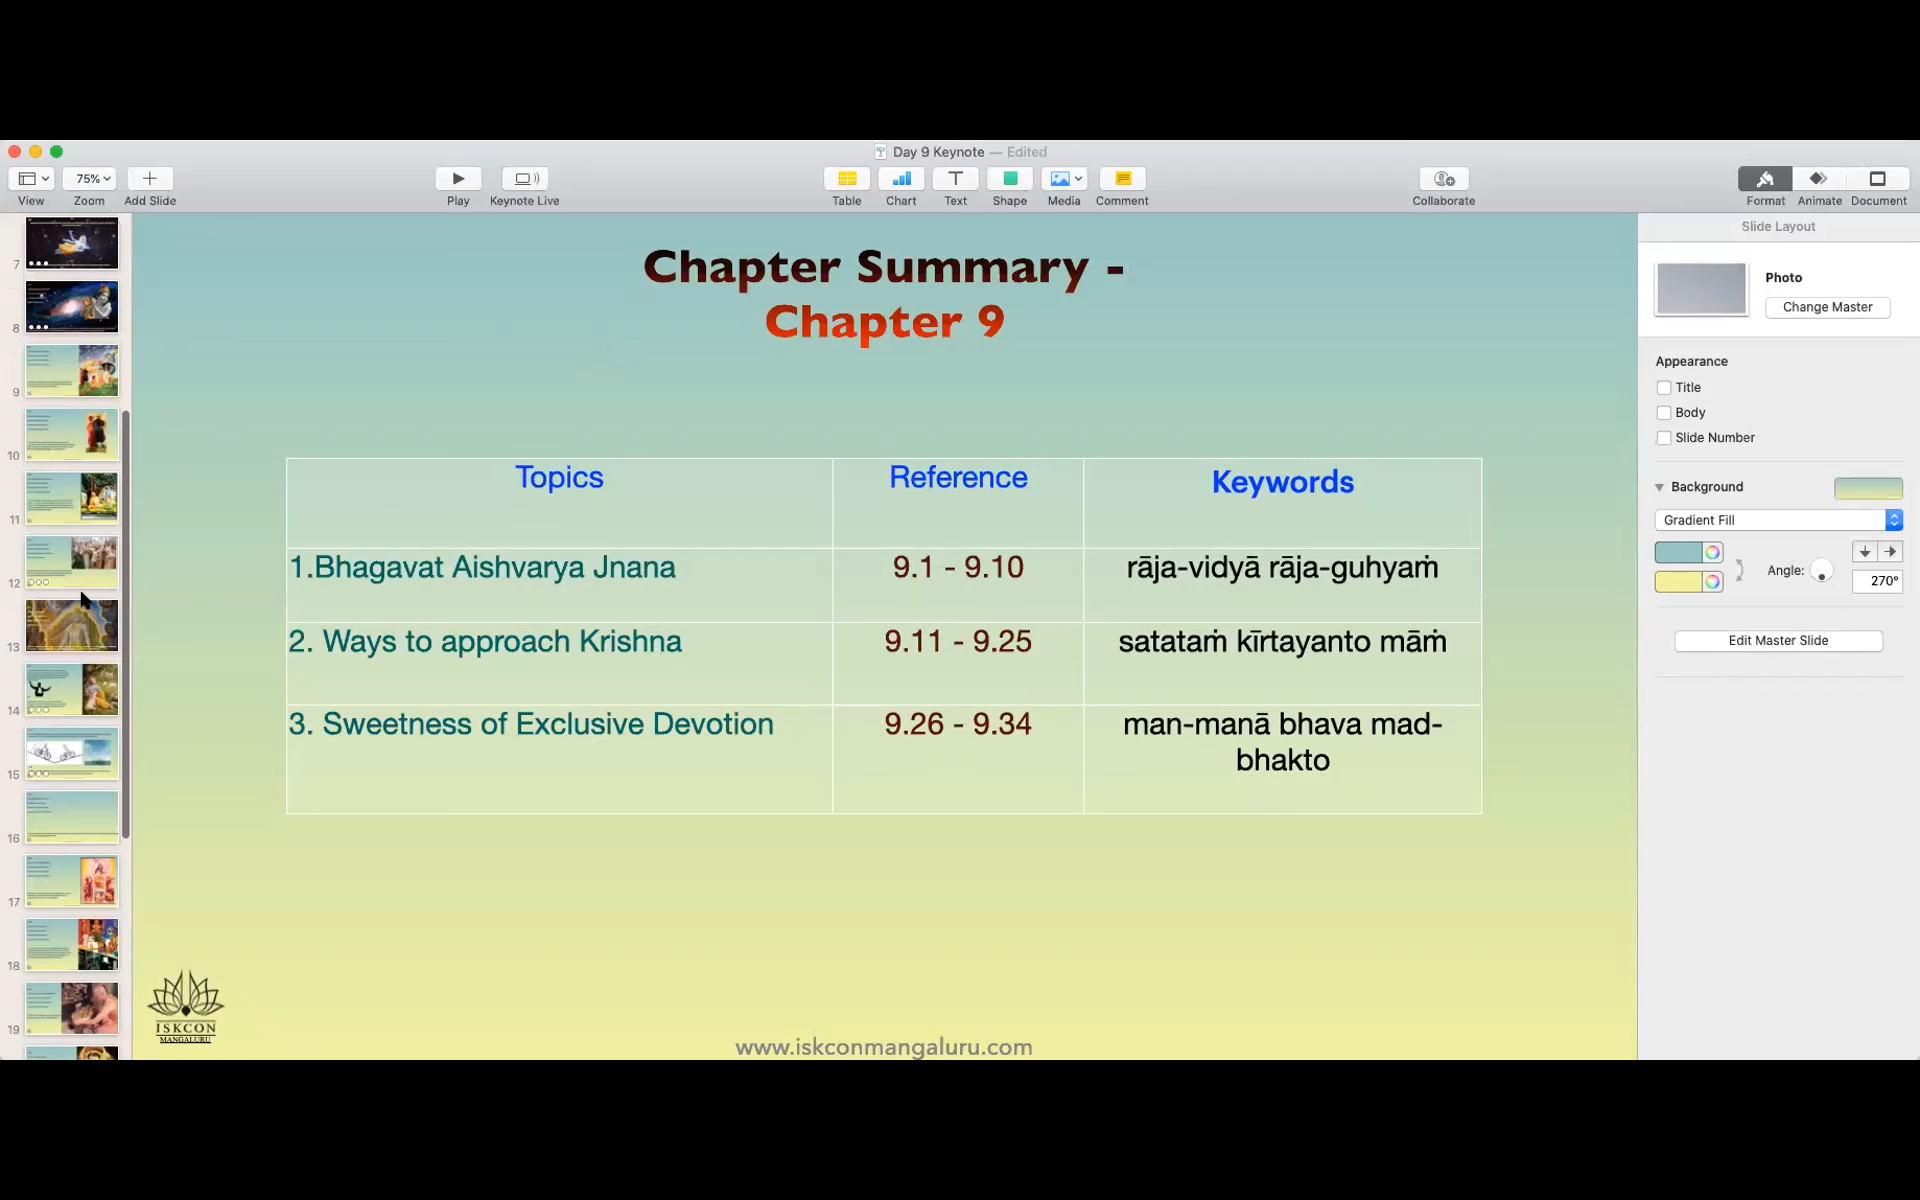 Day 9 Keynote — Edited
75%
View
Zoom
Add Slide
Play
Keynote Live
Table
Chart
Text
Shape
Media
Comment
Collaborate
Format
Animate
Document
7
8
9
10
11
12
13
14
15
16
17
18
19
Chapter Summary -
Chapter 9
Topics Reference Keywords
1.Bhagavat Aishvarya Jnana 9.1 - 9.10 rāja-vidyā rāja-guhyaṁ
2. Ways to approach Krishna 9.11 - 9.25 satataṁ kīrtayanto māṁ
3. Sweetness of Exclusive Devotion 9.26 - 9.34 man-manā bhava mad-
bhakto
ISKCON
MANGALURU
www.iskconmangaluru.com
Slide Layout
Photo
Change Master
Appearance
Title
Body
Slide Number
Background
Gradient Fill
Angle:
270°
Edit Master Slide